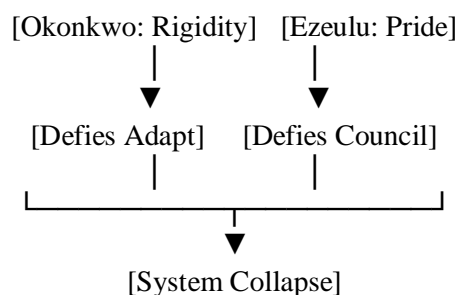 [Okonkwo: Rigidity] [Ezeulu: Pride]
[Defies Adapt] [Defies Council]
[System Collapse]